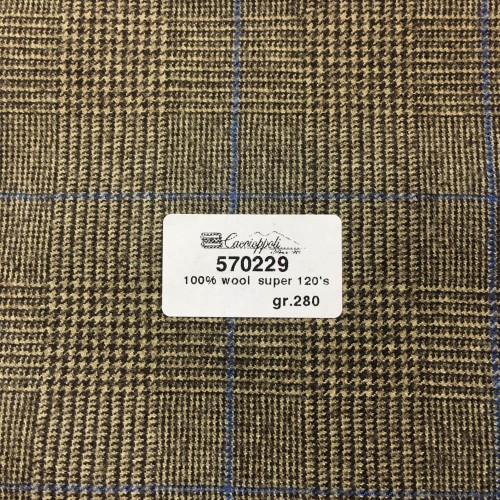 Caccioppoli
570229
100% wool super 120's
gr.280